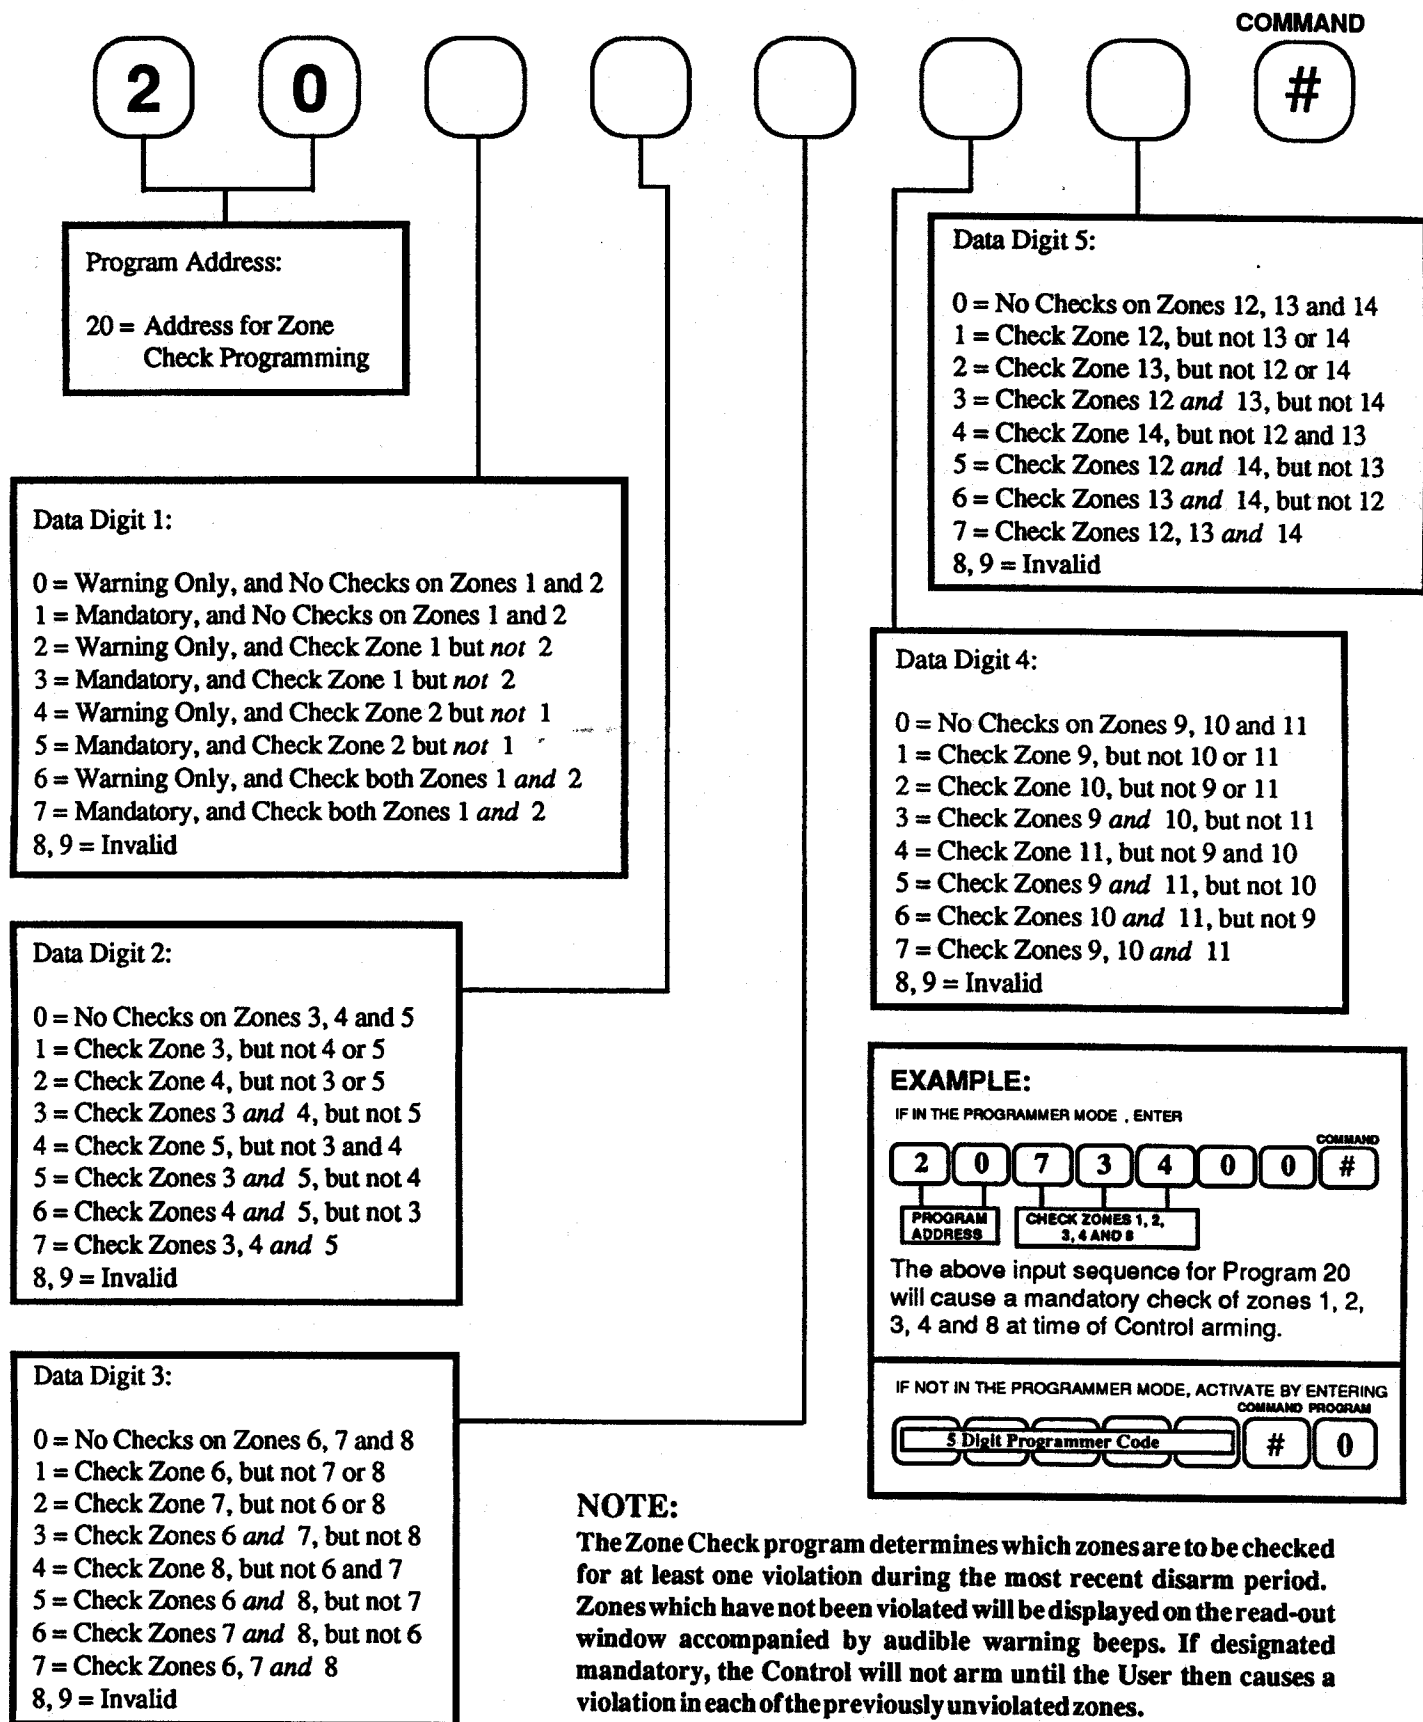 COMMAND
2 0 #
Program Address:
20 = Address for Zone
Check Programming
Data Digit 1:
0 = Warning Only, and No Checks on Zones 1 and 2
1 = Mandatory, and No Checks on Zones 1 and 2
2 = Warning Only, and Check Zone 1 but not 2
3 = Mandatory, and Check Zone 1 but not 2
4 = Warning Only, and Check Zone 2 but not 1
5 = Mandatory, and Check Zone 2 but not 1
6 = Warning Only, and Check both Zones 1 and 2
7 = Mandatory, and Check both Zones 1 and 2
8, 9 = Invalid
Data Digit 2:
0 = No Checks on Zones 3, 4 and 5
1 = Check Zone 3, but not 4 or 5
2 = Check Zone 4, but not 3 or 5
3 = Check Zones 3 and 4, but not 5
4 = Check Zone 5, but not 3 and 4
5 = Check Zones 3 and 5, but not 4
6 = Check Zones 4 and 5, but not 3
7 = Check Zones 3, 4 and 5
8, 9 = Invalid
Data Digit 3:
0 = No Checks on Zones 6, 7 and 8
1 = Check Zone 6, but not 7 or 8
2 = Check Zone 7, but not 6 or 8
3 = Check Zones 6 and 7, but not 8
4 = Check Zone 8, but not 6 and 7
5 = Check Zones 6 and 8, but not 7
6 = Check Zones 7 and 8, but not 6
7 = Check Zones 6, 7 and 8
8, 9 = Invalid
Data Digit 5:
0 = No Checks on Zones 12, 13 and 14
1 = Check Zone 12, but not 13 or 14
2 = Check Zone 13, but not 12 or 14
3 = Check Zones 12 and 13, but not 14
4 = Check Zone 14, but not 12 and 13
5 = Check Zones 12 and 14, but not 13
6 = Check Zones 13 and 14, but not 12
7 = Check Zones 12, 13 and 14
8, 9 = Invalid
Data Digit 4:
0 = No Checks on Zones 9, 10 and 11
1 = Check Zone 9, but not 10 or 11
2 = Check Zone 10, but not 9 or 11
3 = Check Zones 9 and 10, but not 11
4 = Check Zone 11, but not 9 and 10
5 = Check Zones 9 and 11, but not 10
6 = Check Zones 10 and 11, but not 9
7 = Check Zones 9, 10 and 11
8, 9 = Invalid
EXAMPLE:
IF IN THE PROGRAMMER MODE , ENTER
COMMAND
2 0 7 3 4 0 0 #
PROGRAM
ADDRESS
CHECK ZONES 1, 2,
3, 4 AND 8
The above input sequence for Program 20
will cause a mandatory check of zones 1, 2,
3, 4 and 8 at time of Control arming.
IF NOT IN THE PROGRAMMER MODE, ACTIVATE BY ENTERING
COMMAND PROGRAM
5 Digit Programmer Code # 0
NOTE:
The Zone Check program determines which zones are to be checked
for at least one violation during the most recent disarm period.
Zones which have not been violated will be displayed on the read-out
window accompanied by audible warning beeps. If designated
mandatory, the Control will not arm until the User then causes a
violation in each of the previously unviolated zones.